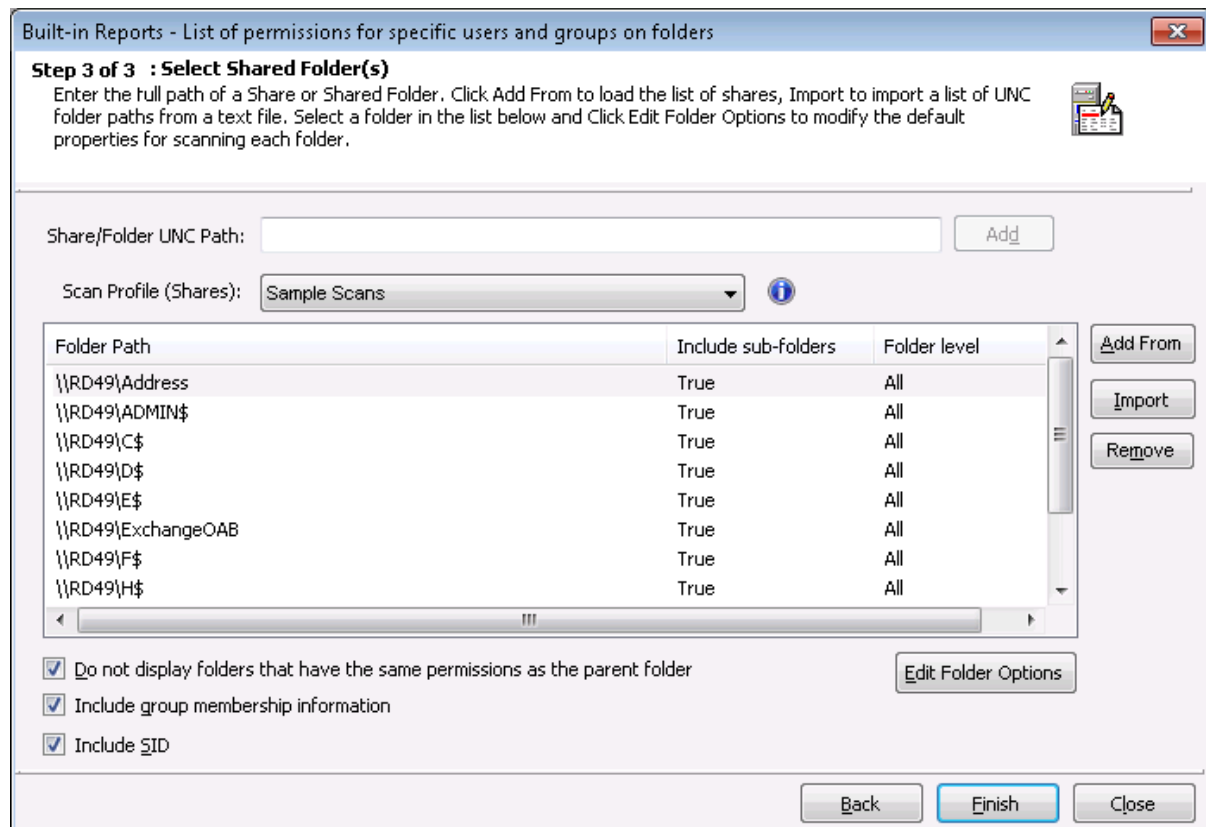 Built-in Reports - List of permissions for specific users and groups on folders
Step 3 of 3 : Select Shared Folder(s)
Enter the full path of a Share or Shared Folder. Click Add From to load the list of shares, Import to import a list of UNC
folder paths from a text file. Select a folder in the list below and Click Edit Folder Options to modify the default
properties for scanning each folder.
Share/Folder UNC Path: Add
Scan Profile (Shares): Sample Scans
Folder Path Include sub-folders Folder level Add From
\\RD49\Address True All
\\RD49\ADMIN$ True All Import
\\RD49\C$ True All
\\RD49\D$ True All Remove
\\RD49\E$ True All
\\RD49\ExchangeOAB True All
\\RD49\F$ True All
\\RD49\H$ True All
Do not display folders that have the same permissions as the parent folder Edit Folder Options
Include group membership information
Include SID
Back Finish Close